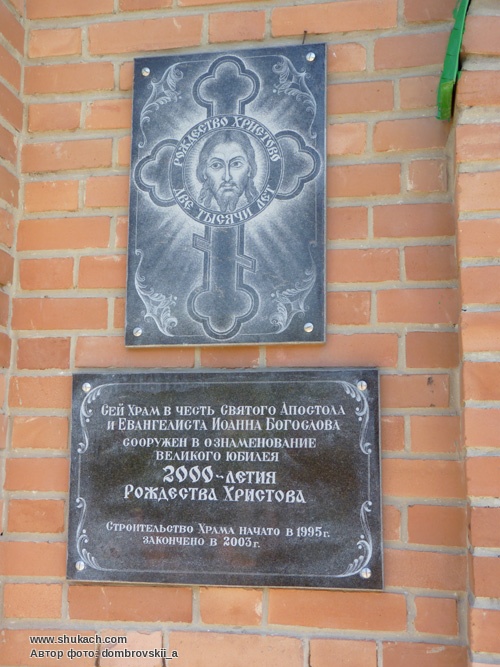 РОЖДЕСТВО ХРИСТОВО
ДВЕ ТЫСЯЧИ ЛЕТ
СЕЙ ХРАМ В ЧЕСТЬ СВЯТОГО АПОСТОЛА
И ЕВАНГЕЛИСТА ИОАННА БОГОСЛОВА
СООРУЖЕН В ОЗНАМЕНОВАНИЕ
ВЕЛИКОГО ЮБИЛЕЯ
2000-ЛЕТИЯ
РОЖДЕСТВА ХРИСТОВА
СТРОИТЕЛЬСТВО ХРАМА НАЧАТО В 1995г.
ЗАКОНЧЕНО В 2003г.
www.shukach.com
Автор фото: dombrovskij_a